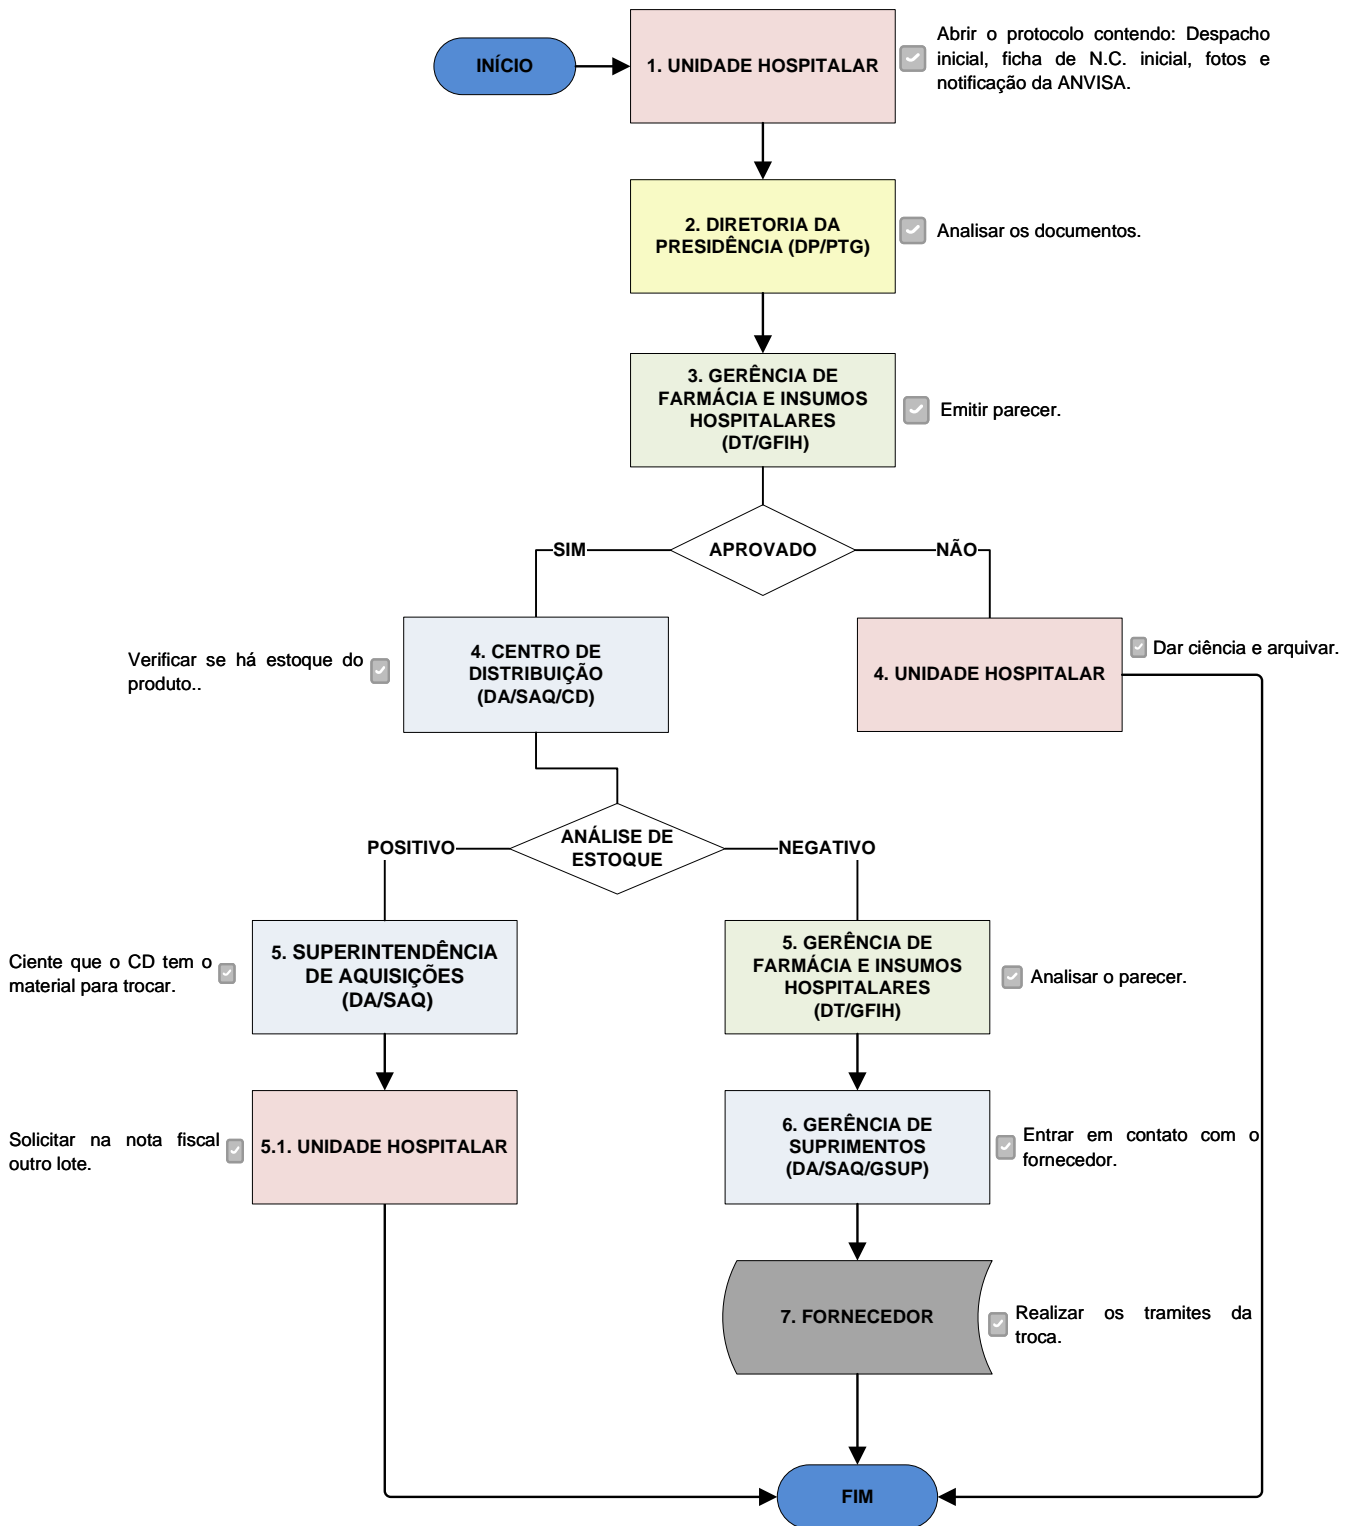 INÍCIO
1. UNIDADE HOSPITALAR
Abrir o protocolo contendo: Despacho
inicial, ficha de N.C. inicial, fotos e
notificação da ANVISA.
2. DIRETORIA DA
PRESIDÊNCIA (DP/PTG)
Analisar os documentos.
3. GERÊNCIA DE
FARMÁCIA E INSUMOS
HOSPITALARES
(DT/GFIH)
Emitir parecer.
SIM
APROVADO
NÃO
Verificar se há estoque do
produto..
4. CENTRO DE
DISTRIBUIÇÃO
(DA/SAQ/CD)
4. UNIDADE HOSPITALAR
Dar ciência e arquivar.
POSITIVO
ANÁLISE DE
ESTOQUE
NEGATIVO
Ciente que o CD tem o
material para trocar.
5. SUPERINTENDÊNCIA
DE AQUISIÇÕES
(DA/SAQ)
5. GERÊNCIA DE
FARMÁCIA E INSUMOS
HOSPITALARES
(DT/GFIH)
Analisar o parecer.
Solicitar na nota fiscal
outro lote.
5.1. UNIDADE HOSPITALAR
6. GERÊNCIA DE
SUPRIMENTOS
(DA/SAQ/GSUP)
Entrar em contato com o
fornecedor.
7. FORNECEDOR
Realizar os tramites da
troca.
FIM